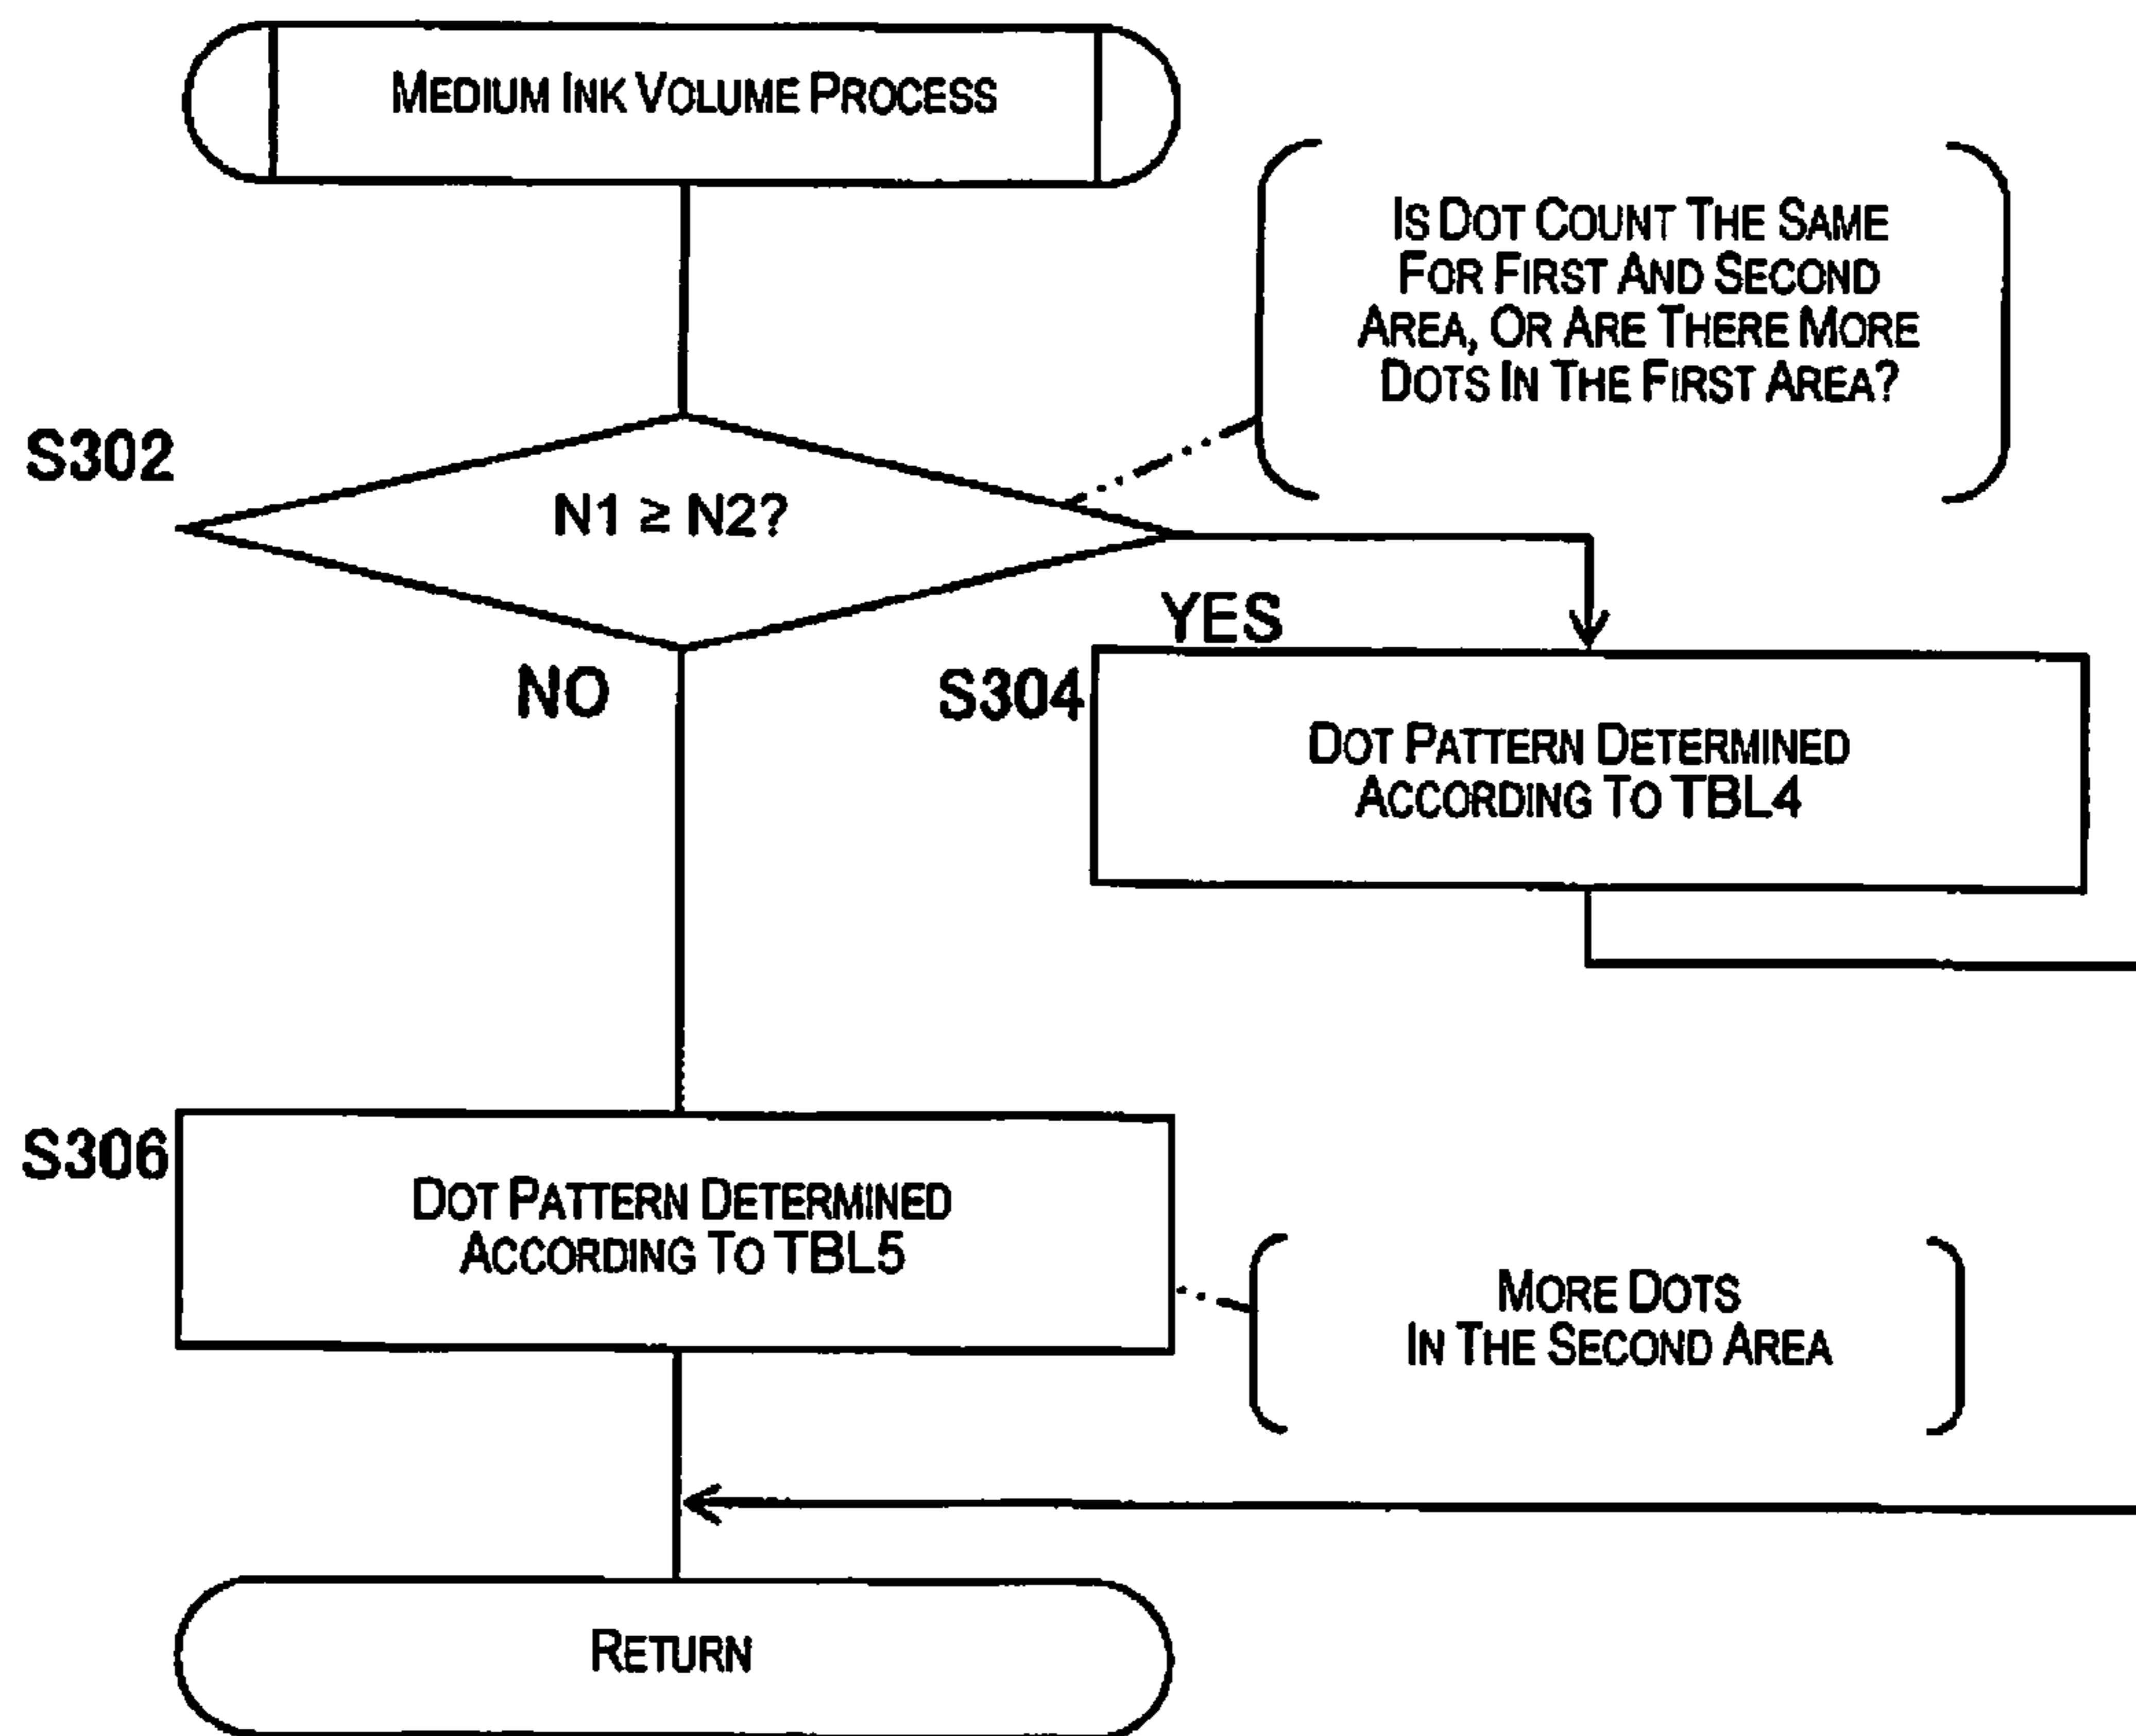 MEDIUM INK VOLUME PROCESS
IS DOT COUNT THE SAME
FOR FIRST AND SECOND
AREA, OR ARE THERE MORE
DOTS IN THE FIRST AREA?
S302
N1 ≥ N2?
YES
NO
S304
DOT PATTERN DETERMINED
ACCORDING TO TBL4
S306
DOT PATTERN DETERMINED
ACCORDING TO TBL5
MORE DOTS
IN THE SECOND AREA
RETURN